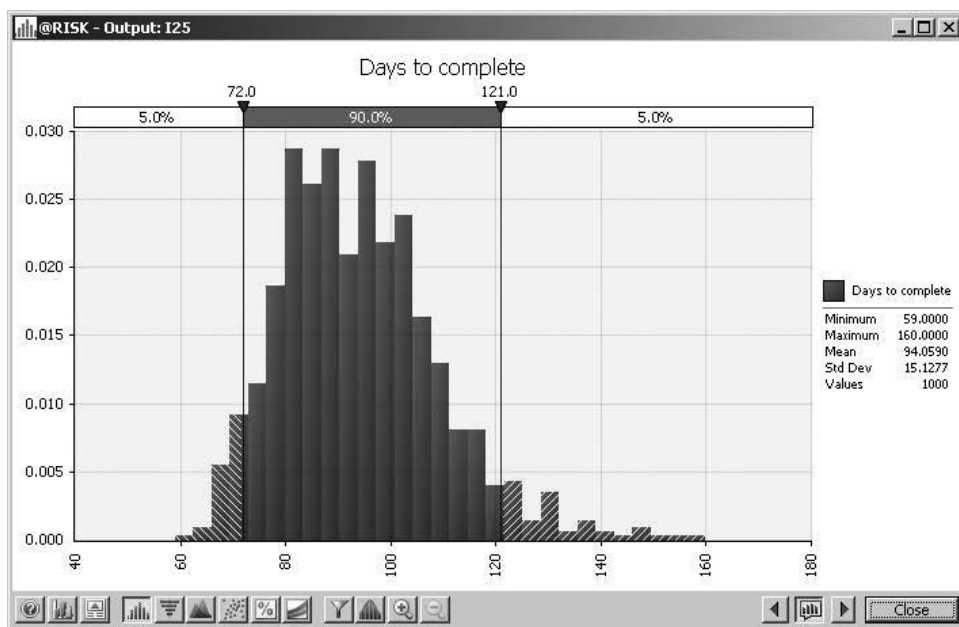 @RISK - Output: I25
Days to complete
72.0 121.0
5.0% 90.0% 5.0%
0.030
0.025
0.020
0.015
0.010
0.005
0.000
40 60 80 100 120 140 160 180
Days to complete
Minimum 59.0000
Maximum 160.0000
Mean 94.0590
Std Dev 15.1277
Values 1000
Close